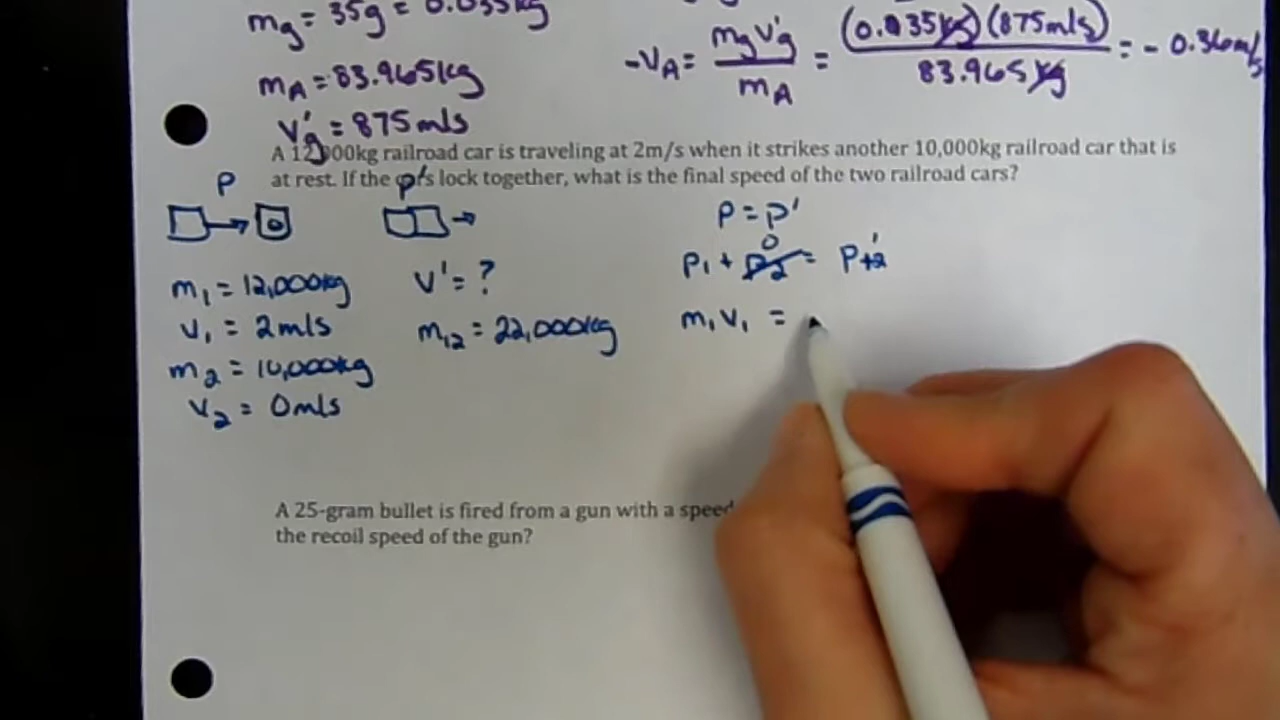 mg = 35g = 0.035kg
-VA = mgV'g / mA = (0.035kg)(875m/s) / 83.965kg = - 0.36m/s
mA = 83.965kg
V'g = 875m/s
A 12,000kg railroad car is traveling at 2m/s when it strikes another 10,000kg railroad car that is
at rest. If the lock together, what is the final speed of the two railroad cars?
P
P'
P = P'
P1 + P2 0 = P'12
m1 = 12,000kg
V' = ?
v1 = 2m/s
m12 = 22,000kg
m1V1 =
m2 = 10,000kg
V2 = 0m/s
A 25-gram bullet is fired from a gun with a speed
the recoil speed of the gun?